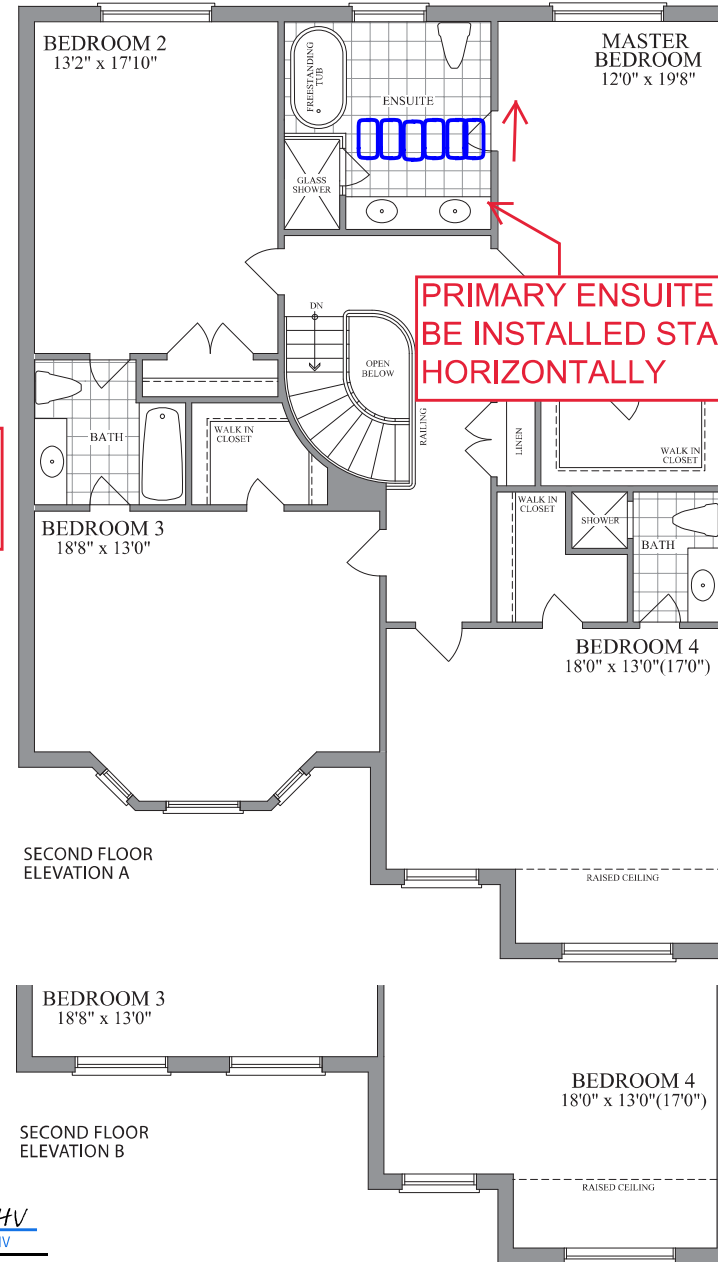 BEDROOM 2
13'2" x 17'10"
FREESTANDING
TUB
ENSUITE
MASTER
BEDROOM
12'0" x 19'8"
GLASS
SHOWER
PRIMARY ENSUITE
BE INSTALLED STA
HORIZONTALLY
DN
OPEN
BELOW
RAILING
LINEN
BATH
WALK IN
CLOSET
WALK IN
CLOSET
WALK IN
CLOSET
SHOWER
BATH
BEDROOM 3
18'8" x 13'0"
BEDROOM 4
18'0" x 13'0"(17'0")
SECOND FLOOR
ELEVATION A
RAISED CEILING
BEDROOM 3
18'8" x 13'0"
BEDROOM 4
18'0" x 13'0"(17'0")
SECOND FLOOR
ELEVATION B
RAISED CEILING